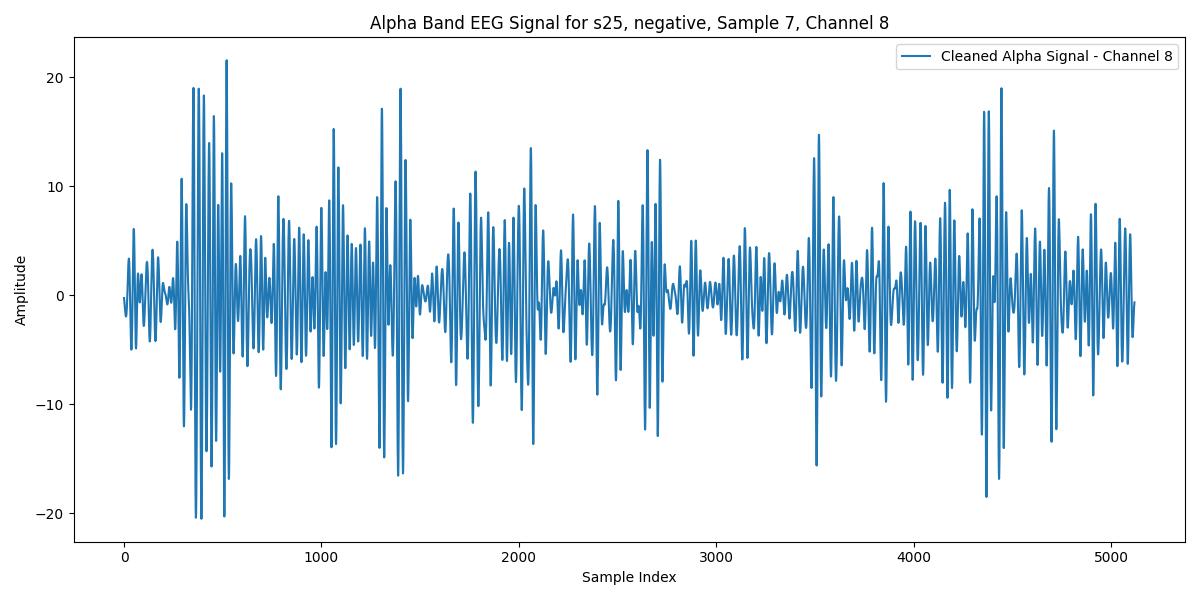 Alpha Band EEG Signal for s25, negative, Sample 7, Channel 8
Cleaned Alpha Signal - Channel 8
Amplitude
20
10
0
−10
−20
0 1000 2000 3000 4000 5000
Sample Index